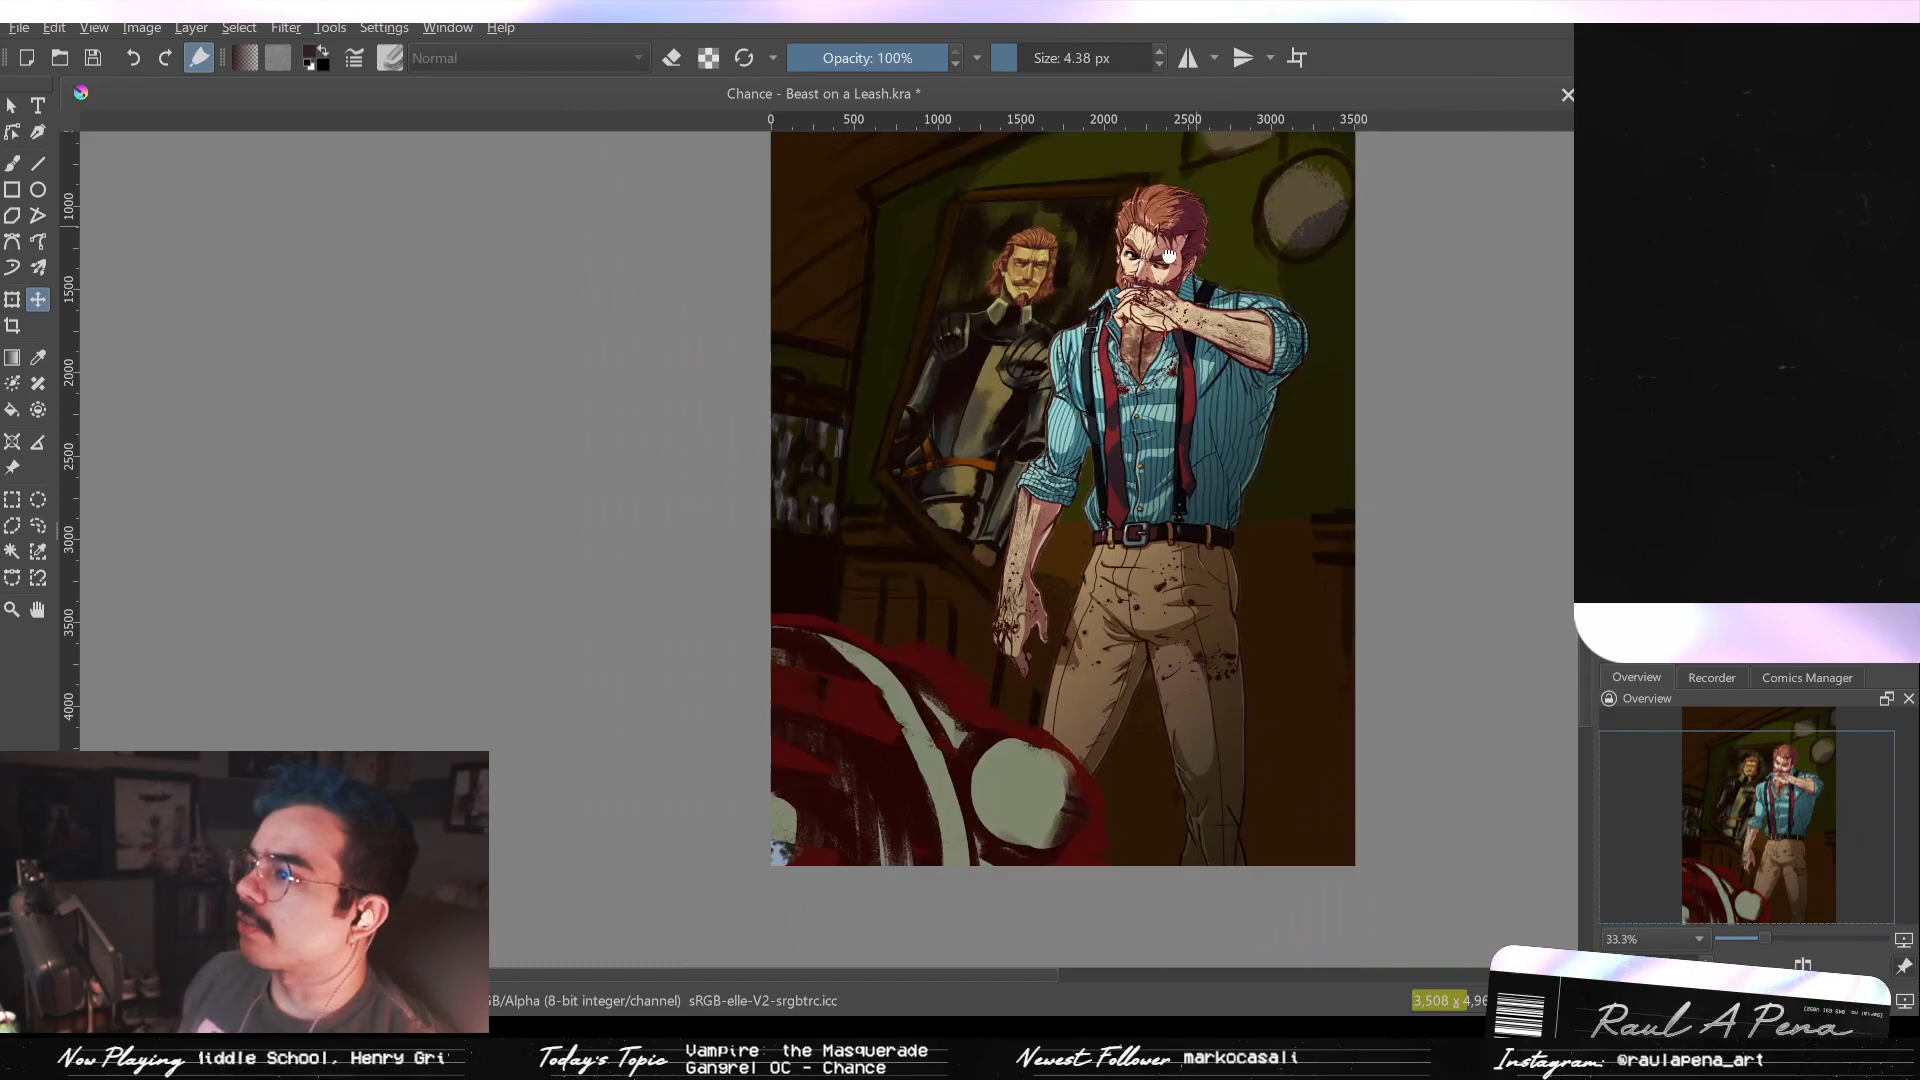 File Edit View Image Layer Select Filter Tools Settings Window Help
Normal
Opacity: 100%
Size: 4.38 px
Chance - Beast on a Leash.kra *
0 500 1000 1500 2000 2500 3000 3500
1000
1500
2000
2500
3000
3500
4000
Overview Recorder Comics Manager
Overview
33.3%
GB/Alpha (8-bit integer/channel) sRGB-elle-V2-srgbtrc.icc
3,508 x 4,96
Raul A Pena
Now Playing Middle School, Henry Gri
Today's Topic Vampire: the Masquerade
Gangrel OC - Chance
Newest Follower markocasali
Instagram: @raulapena_art